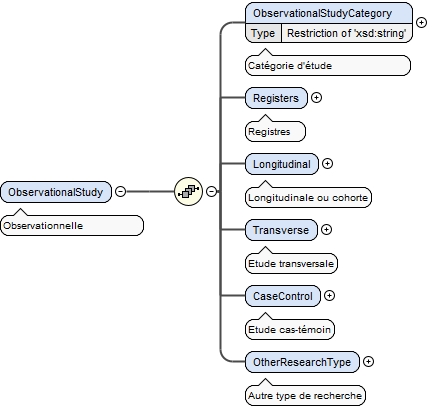 ObservationalStudyCategory
Type Restriction of 'xsd:string'
Catégorie d'étude
Registers
Registres
Longitudinal
Longitudinale ou cohorte
ObservationalStudy
Observationnelle
Transverse
Etude transversale
CaseControl
Etude cas-témoin
OtherResearchType
Autre type de recherche